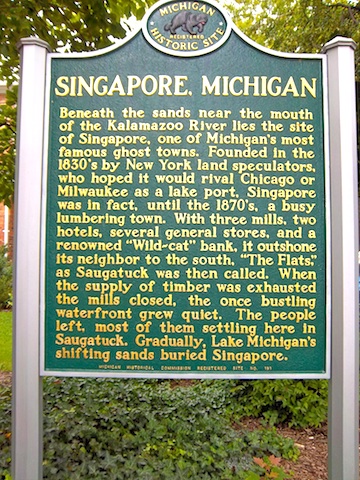 MICHIGAN
REGISTERED
HISTORIC SITE
SINGAPORE, MICHIGAN
Beneath the sands near the mouth
of the Kalamazoo River lies the site
of Singapore, one of Michigan's most
famous ghost towns. Founded in the
1830's by New York land speculators,
who hoped it would rival Chicago or
Milwaukee as a lake port, Singapore
was in fact, until the 1870's, a busy
lumbering town. With three mills, two
hotels, several general stores, and a
renowned "Wild-cat" bank, it outshone
its neighbor to the south, "The Flats,"
as Saugatuck was then called. When
the supply of timber was exhausted
the mills closed, the once bustling
waterfront grew quiet. The people
left, most of them settling here in
Saugatuck. Gradually, Lake Michigan's
shifting sands buried Singapore.
MICHIGAN HISTORICAL COMMISSION REGISTERED SITE NO.